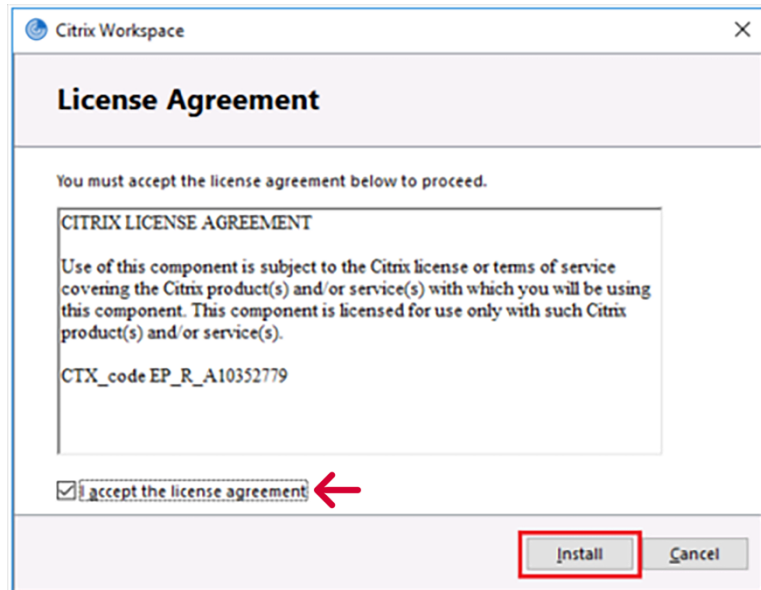 Citrix Workspace
License Agreement
You must accept the license agreement below to proceed.
CITRIX LICENSE AGREEMENT
Use of this component is subject to the Citrix license or terms of service
covering the Citrix product(s) and/or service(s) with which you will be using
this component. This component is licensed for use only with such Citrix
product(s) and/or service(s).
CTX_code EP_R_A10352779
I accept the license agreement
Install Cancel